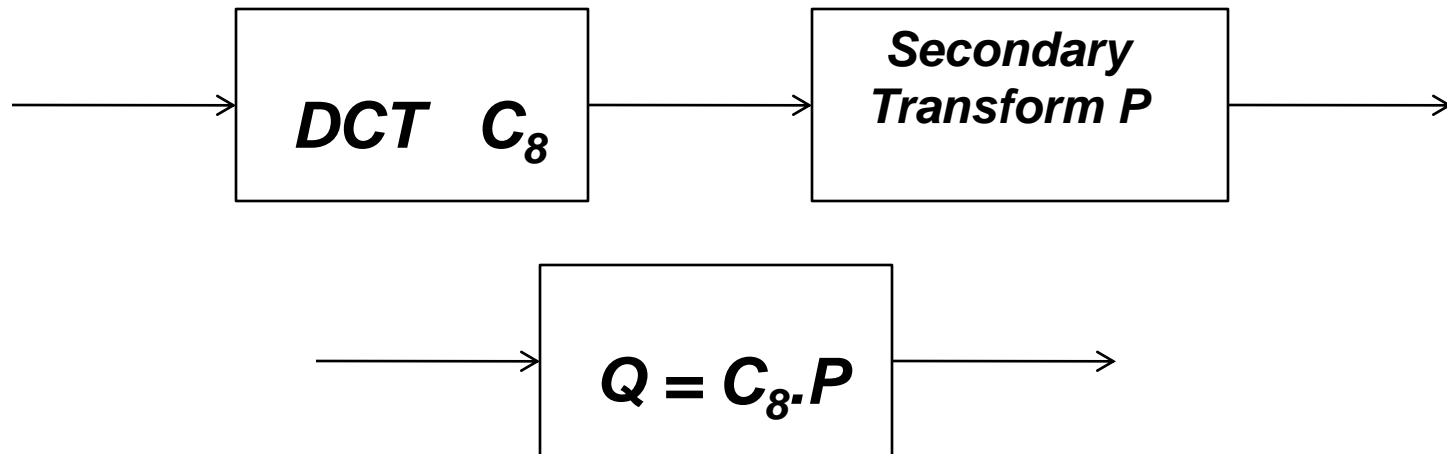 DCT C₈
Secondary
Transform P
Q = C₈.P